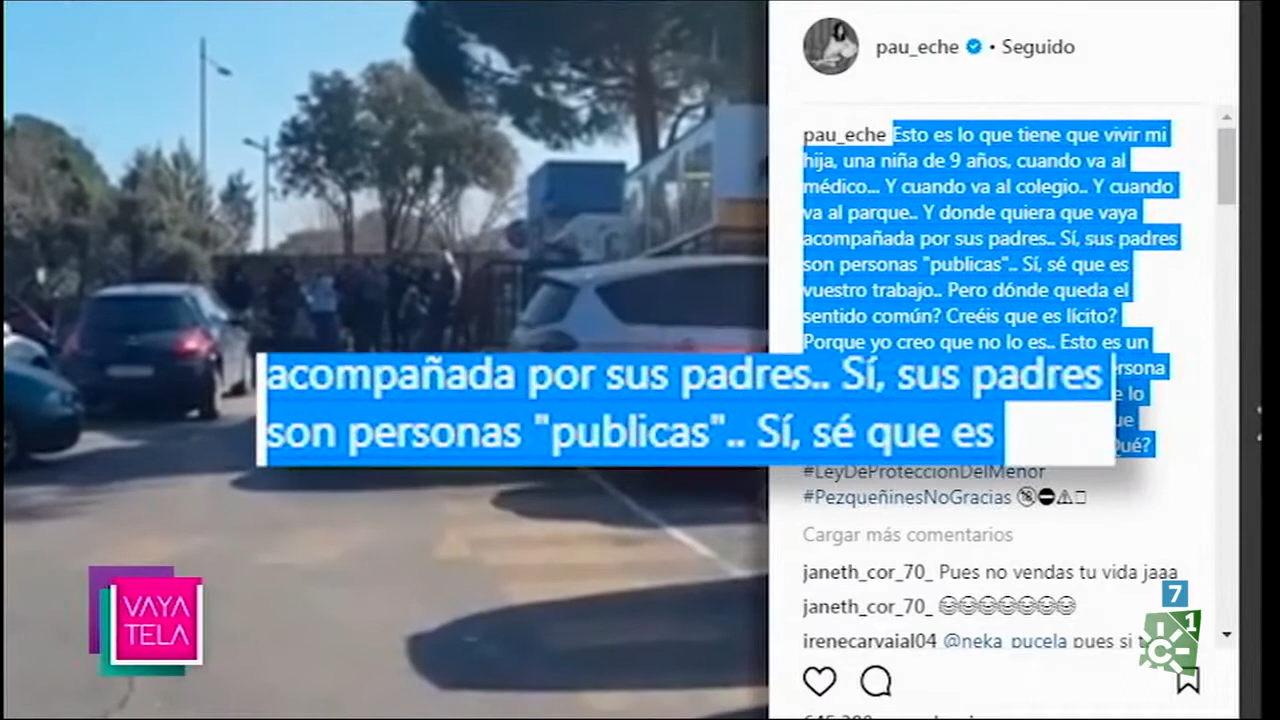 pau_eche • Seguido
pau_eche Esto es lo que tiene que vivir mi
hija, una niña de 9 años, cuando va al
médico... Y cuando va al colegio.. Y cuando
va al parque.. Y donde quiera que vaya
acompañada por sus padres.. Sí, sus padres
son personas "publicas".. Sí, sé que es
vuestro trabajo.. Pero dónde queda el
sentido común? Creéis que es lícito?
Porque yo creo que no lo es.. Esto es un
acompañada por sus padres.. Sí, sus padres
son personas "publicas".. Sí, sé que es
lo
#LeyDeProteccionDelMenor
#PezqueñinesNoGracias
Cargar más comentarios
janeth_cor_70_ Pues no vendas tu vida jaaa
janeth_cor_70_
irenecarvajal04 @neka_pucela pues si
VAYA
TELA
7
1